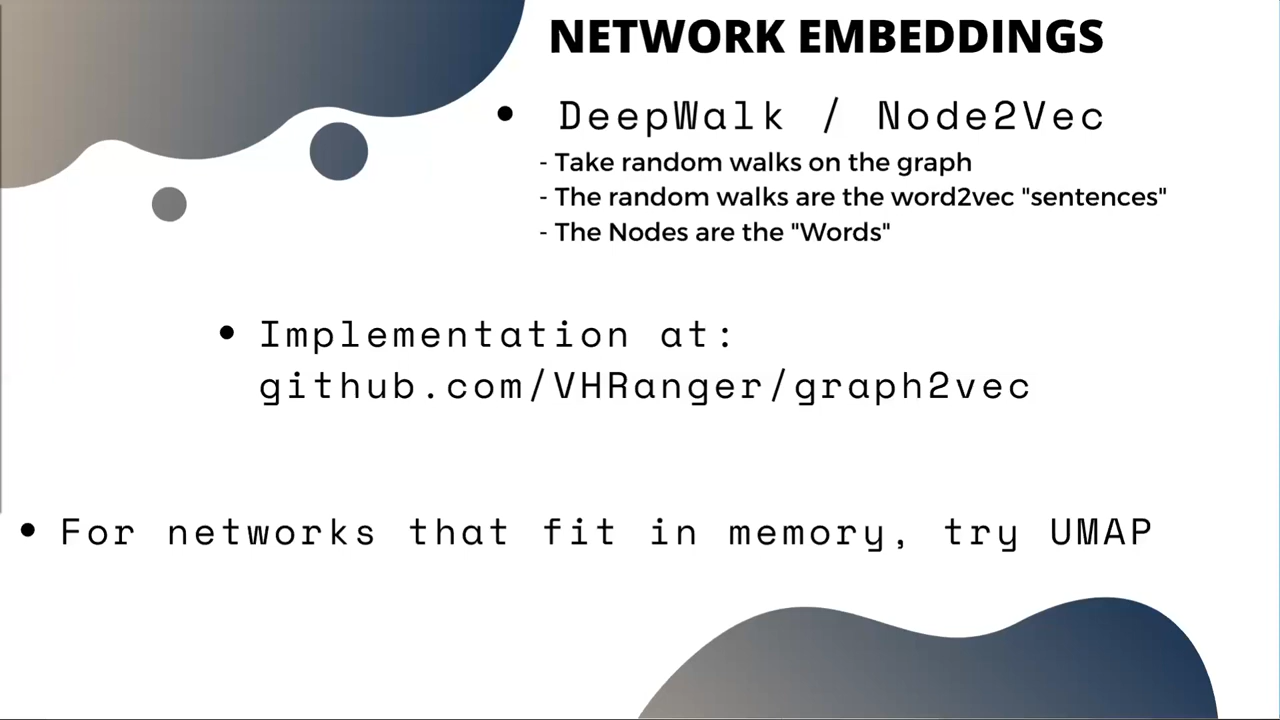 NETWORK EMBEDDINGS
• DeepWalk / Node2Vec
- Take random walks on the graph
- The random walks are the word2vec "sentences"
- The Nodes are the "Words"
• Implementation at:
github.com/VHRanger/graph2vec
• For networks that fit in memory, try UMAP